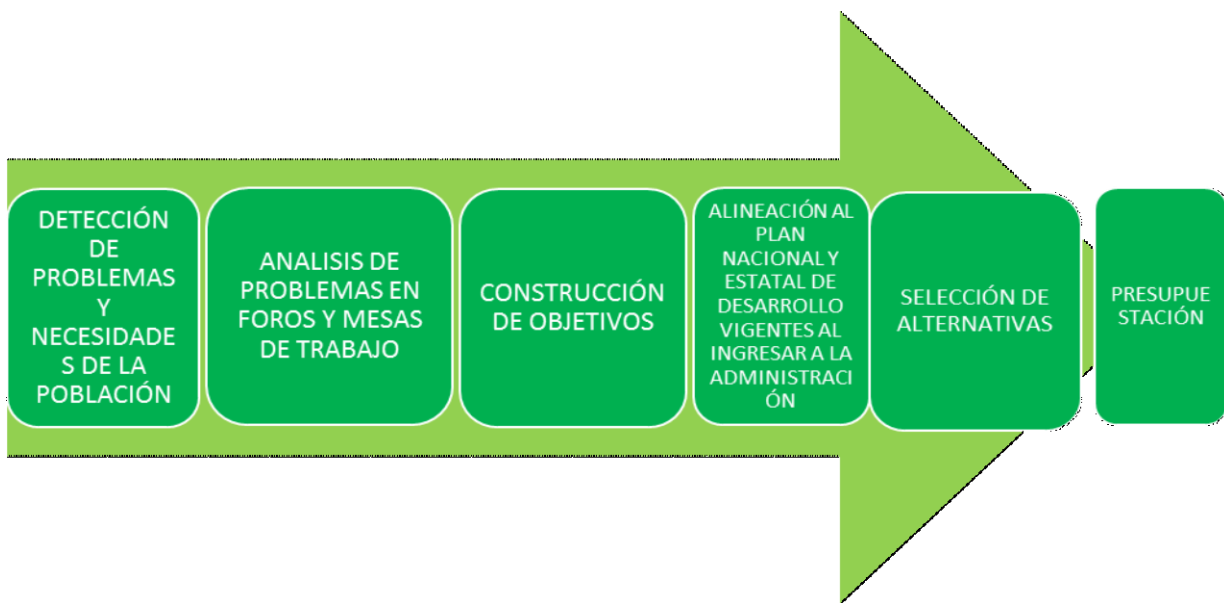 DETECCIÓN
DE
PROBLEMAS
Y
NECESIDADE
S DE LA
POBLACIÓN
ANALISIS DE
PROBLEMAS EN
FOROS Y MESAS
DE TRABAJO
CONSTRUCCIÓN
DE OBJETIVOS
ALINEACIÓN AL
PLAN
NACIONAL Y
ESTATAL DE
DESARROLLO
VIGENTES AL
INGRESAR A LA
ADMINISTRACI
ÓN
SELECCIÓN DE
ALTERNATIVAS
PRESUPUE
STACIÓN